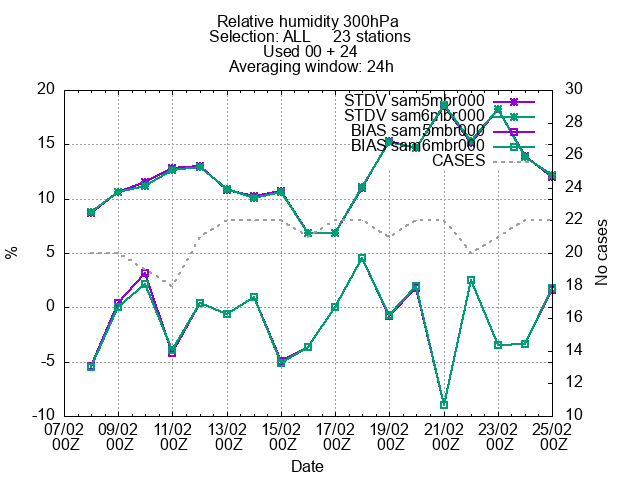 Relative humidity 300hPa
Selection: ALL 23 stations
Used 00 + 24
Averaging window: 24h
STDV sam5mbr000
STDV sam6mbr000
BIAS sam5mbr000
BIAS sam6mbr000
CASES
20
15
10
5
0
-5
-10
%
30
28
26
24
22
20
18
16
14
12
10
No cases
07/02 09/02 11/02 13/02 15/02 17/02 19/02 21/02 23/02 25/02
00Z 00Z 00Z 00Z 00Z 00Z 00Z 00Z 00Z 00Z
Date